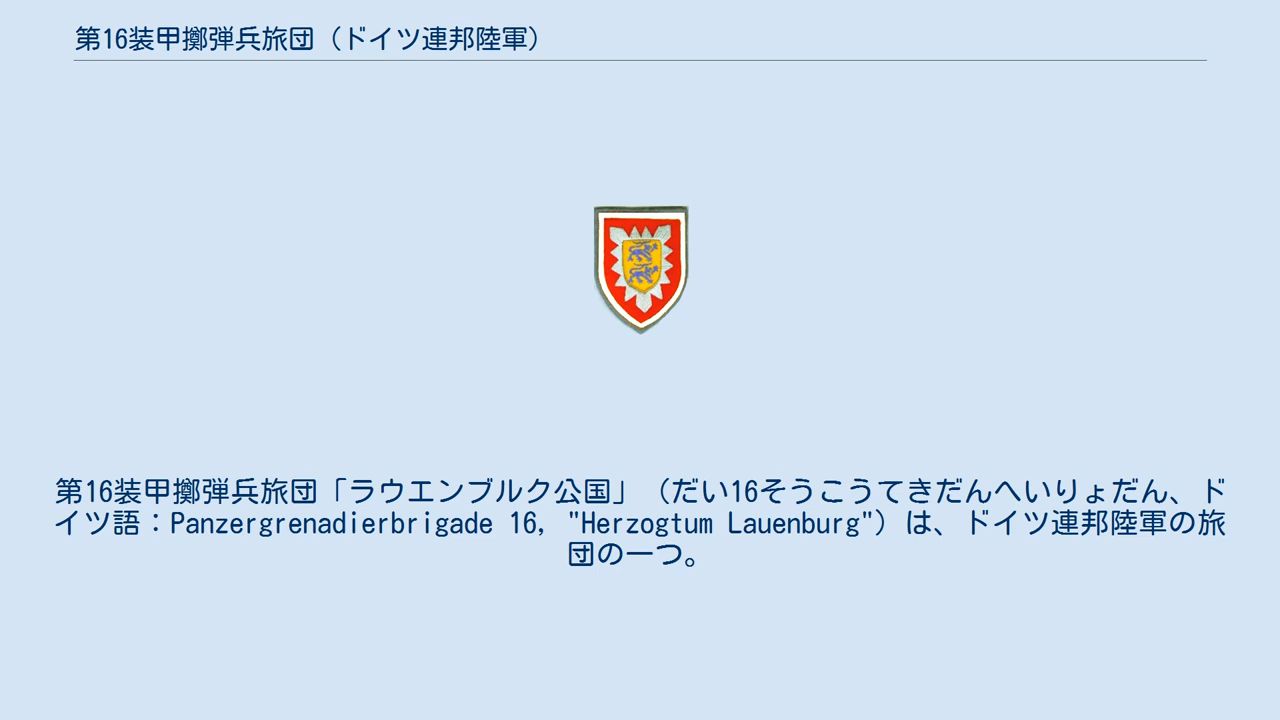 第16装甲擲弾兵旅団（ドイツ連邦陸軍）
第16装甲擲弾兵旅団「ラウエンブルク公国」（だい16そうこうてきだんへいりょだん、ド
イツ語：Panzergrenadierbrigade 16, "Herzogtum Lauenburg"）は、ドイツ連邦陸軍の旅
団の一つ。